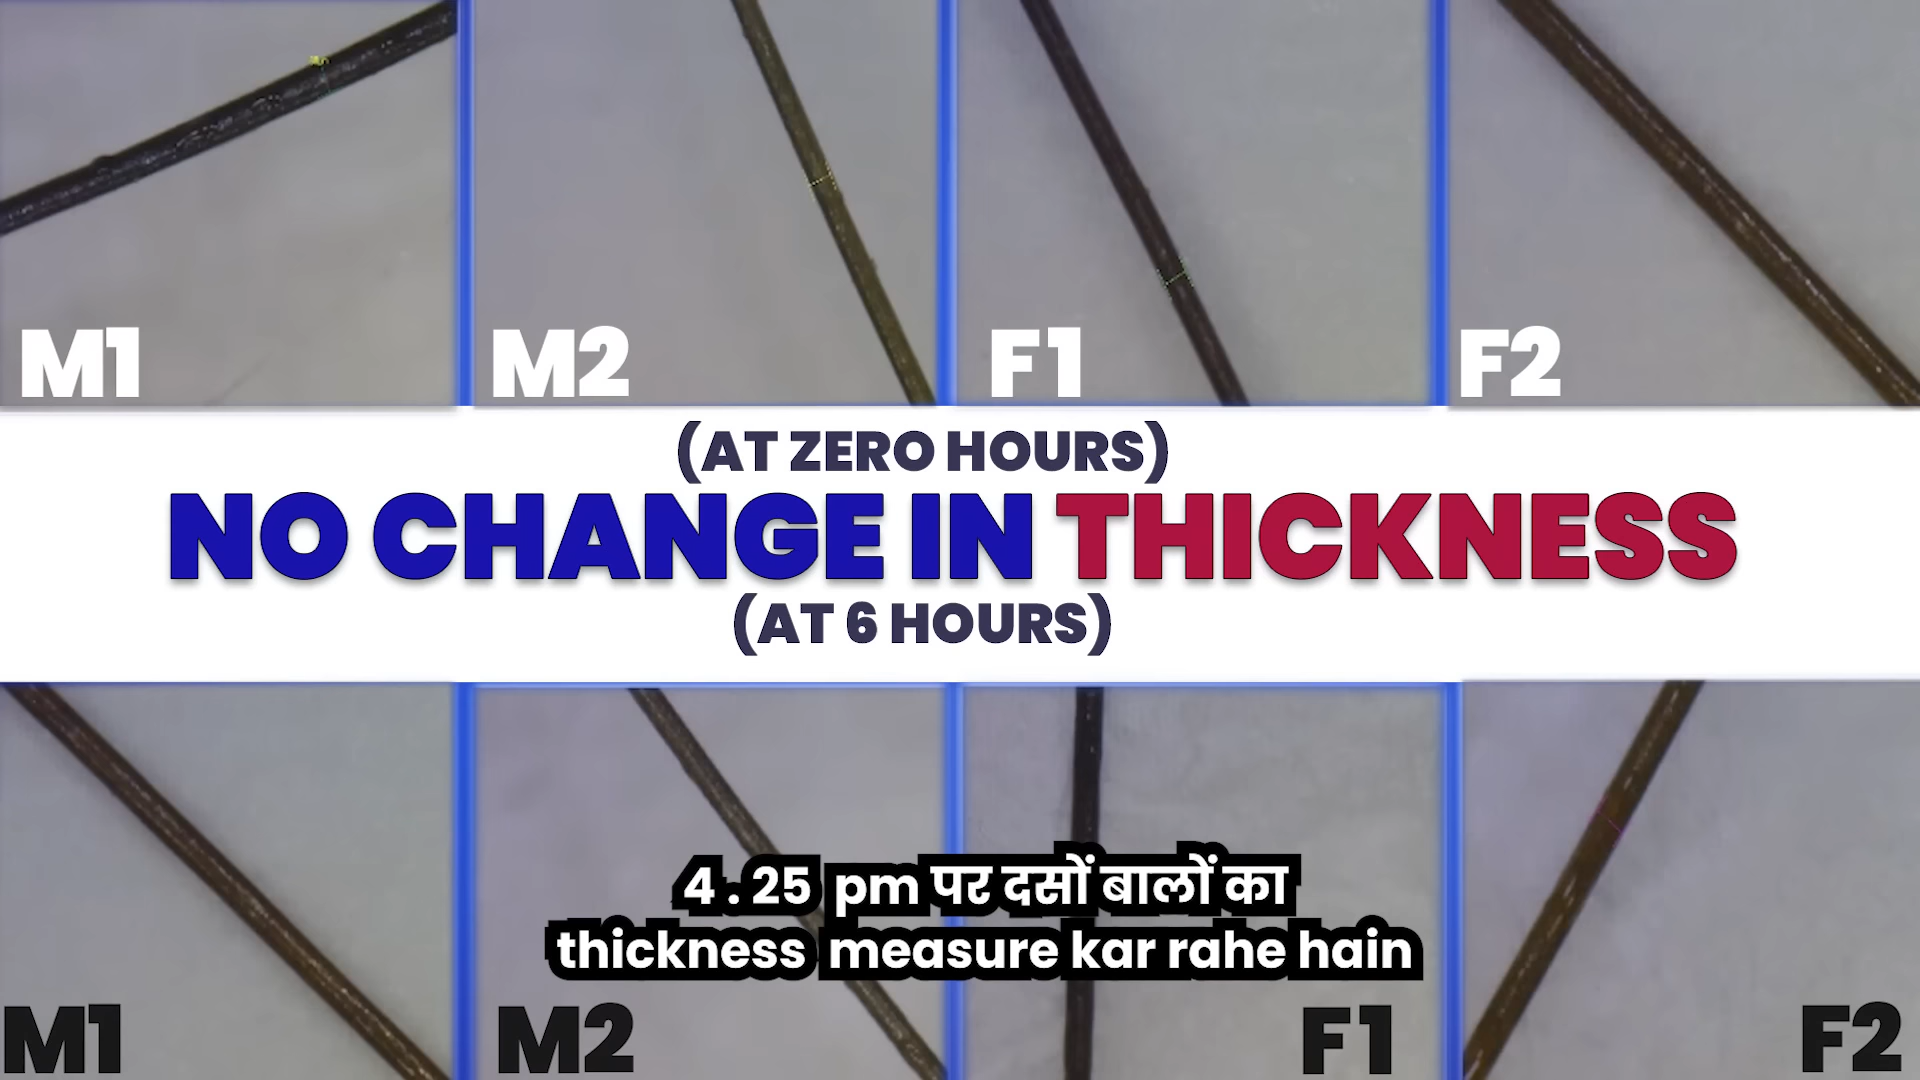 M1 M2 F1 F2
(AT ZERO HOURS)
NO CHANGE IN THICKNESS
(AT 6 HOURS)
4 . 25 pm पर दसों बालों का
thickness measure kar rahe hain
M1 M2 F1 F2